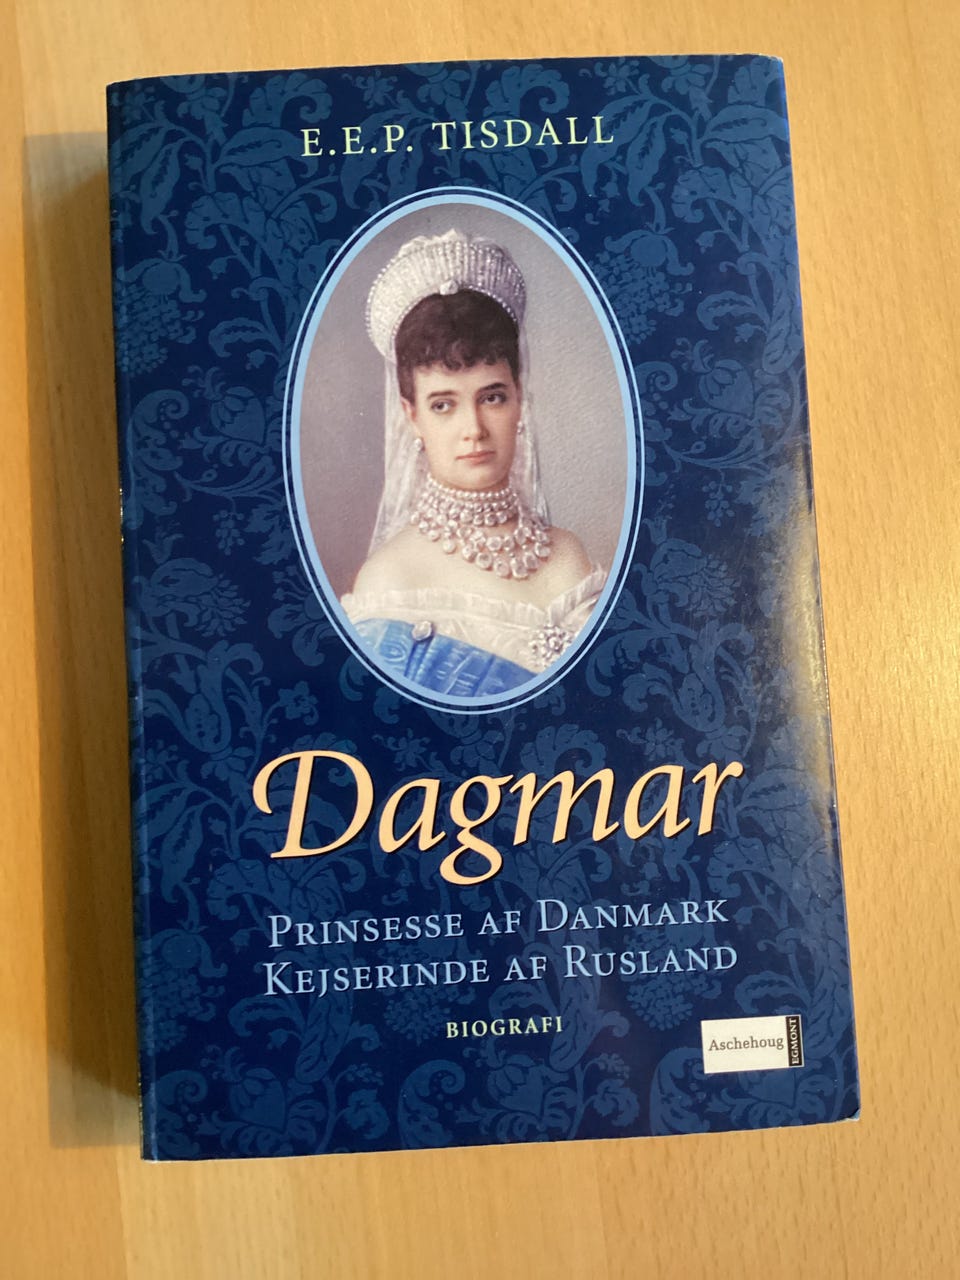 E.E.P. TISDALL
Dagmar
PRINSESSE AF DANMARK
KEJSERINDE AF RUSLAND
BIOGRAFI
Aschehoug
EGMONT